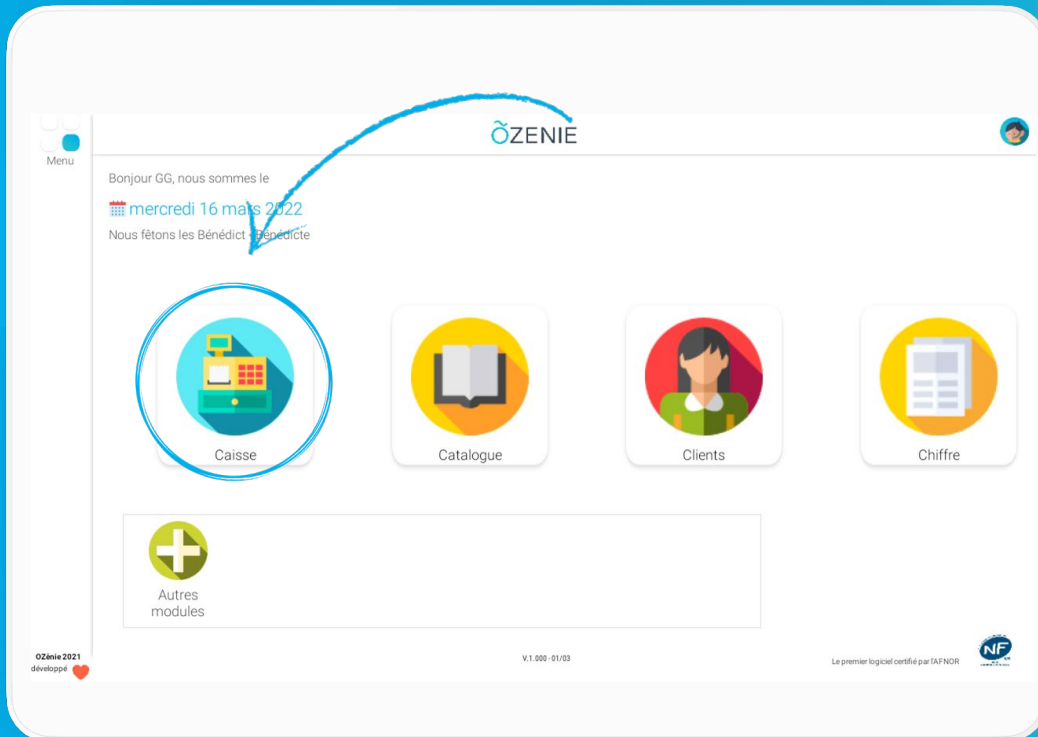 Menu
ÕZENIE
Bonjour GG, nous sommes le
mercredi 16 mars 2022
Nous fêtons les Bénédict - Bénédicte
Caisse
Catalogue
Clients
Chiffre
Autres
modules
OZénie 2021
développé
V.1.000 - 01/03
Le premier logiciel certifié par l'AFNOR
NF